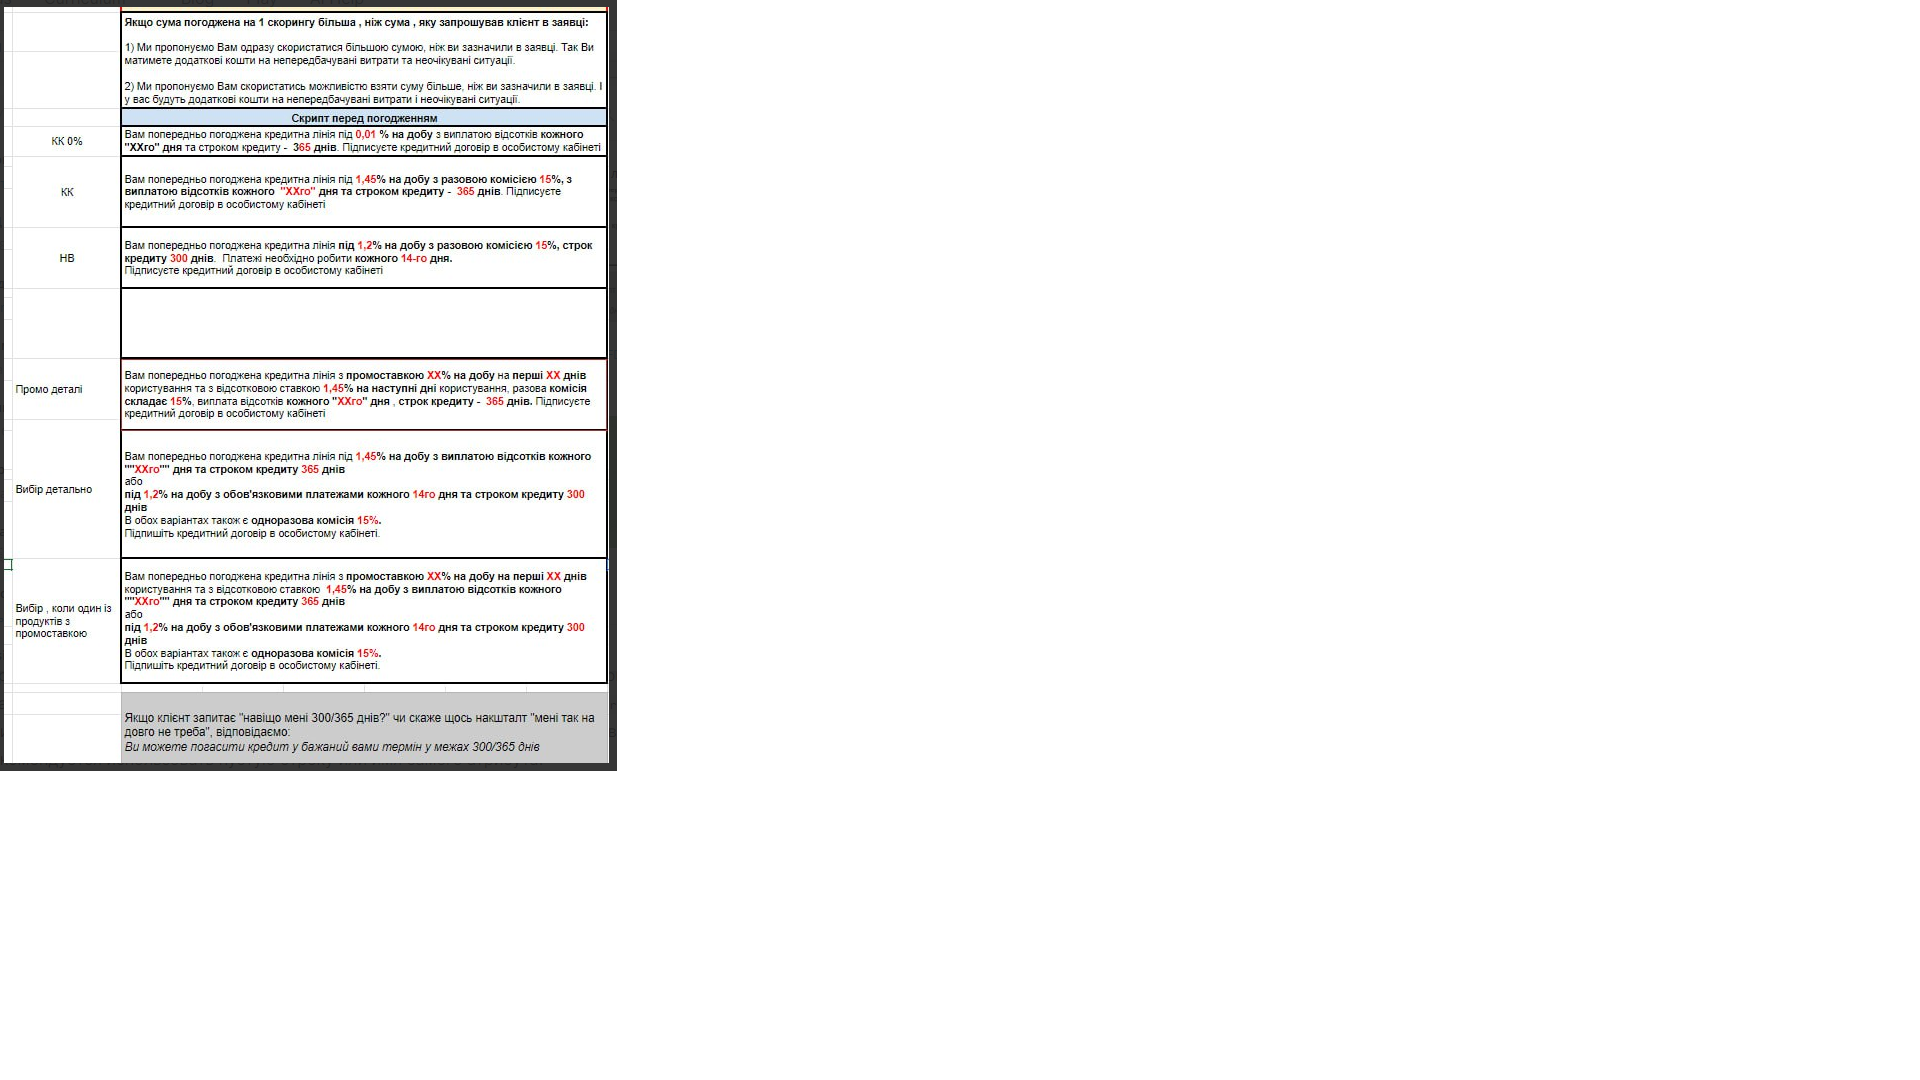 Якщо сума погоджена на 1 скорингу більша , ніж сума , яку запрошував клієнт в заявці:
1) Ми пропонуємо Вам одразу скористатися більшою сумою, ніж ви зазначили в заявці. Так Ви
матимете додаткові кошти на непередбачувані витрати та неочікувані ситуації.
2) Ми пропонуємо Вам скористатись можливістю взяти суму більше, ніж ви зазначили в заявці. І
у вас будуть додаткові кошти на непередбачувані витрати і неочікувані ситуації.
Скрипт перед погодженням
КК 0%
Вам попередньо погоджена кредитна лінія під 0,01 % на добу з виплатою відсотків кожного
"ХХго" дня та строком кредиту - 365 днів. Підписуєте кредитний договір в особистому кабінеті
КК
Вам попередньо погоджена кредитна лінія під 1,45% на добу з разовою комісією 15%, з
виплатою відсотків кожного "ХХго" дня та строком кредиту - 365 днів. Підписуєте
кредитний договір в особистому кабінеті
НВ
Вам попередньо погоджена кредитна лінія під 1,2% на добу з разовою комісією 15%, строк
кредиту 300 днів. Платежі необхідно робити кожного 14-го дня.
Підписуєте кредитний договір в особистому кабінеті
Промо деталі
Вам попередньо погоджена кредитна лінія з промоставкою ХХ% на добу на перші ХХ днів
користування та з відсотковою ставкою 1,45% на наступні дні користування, разова комісія
складає 15%, виплата відсотків кожного "ХХго" дня , строк кредиту - 365 днів. Підписуєте
кредитний договір в особистому кабінеті
Вибір детально
Вам попередньо погоджена кредитна лінія під 1,45% на добу з виплатою відсотків кожного
""ХХго"" дня та строком кредиту 365 днів
або
під 1,2% на добу з обов'язковими платежами кожного 14го дня та строком кредиту 300
днів
В обох варіантах також є одноразова комісія 15%.
Підпишіть кредитний договір в особистому кабінеті.
Вибір , коли один із
продуктів з
промоставкою
Вам попередньо погоджена кредитна лінія з промоставкою ХХ% на добу на перші ХХ днів
користування та з відсотковою ставкою 1,45% на добу з виплатою відсотків кожного
""ХХго"" дня та строком кредиту 365 днів
або
під 1,2% на добу з обов'язковими платежами кожного 14го дня та строком кредиту 300
днів
В обох варіантах також є одноразова комісія 15%.
Підпишіть кредитний договір в особистому кабінеті.
Якщо клієнт запитає "навіщо мені 300/365 днів?" чи скаже щось накшталт "мені так на
довго не треба", відповідаємо:
Ви можете погасити кредит у бажаний вами термін у межах 300/365 днів